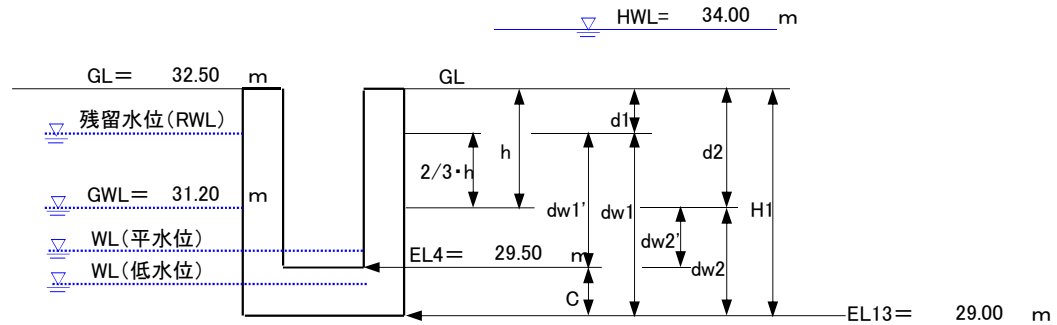 HWL= 34.00 m
GL= 32.50 m
GL
残留水位(RWL)
d1
h
d2
2/3・h
GWL= 31.20 m
dw1'
dw1
H1
WL(平水位)
dw2'
EL4= 29.50 m
WL(低水位)
dw2
C
EL13= 29.00 m